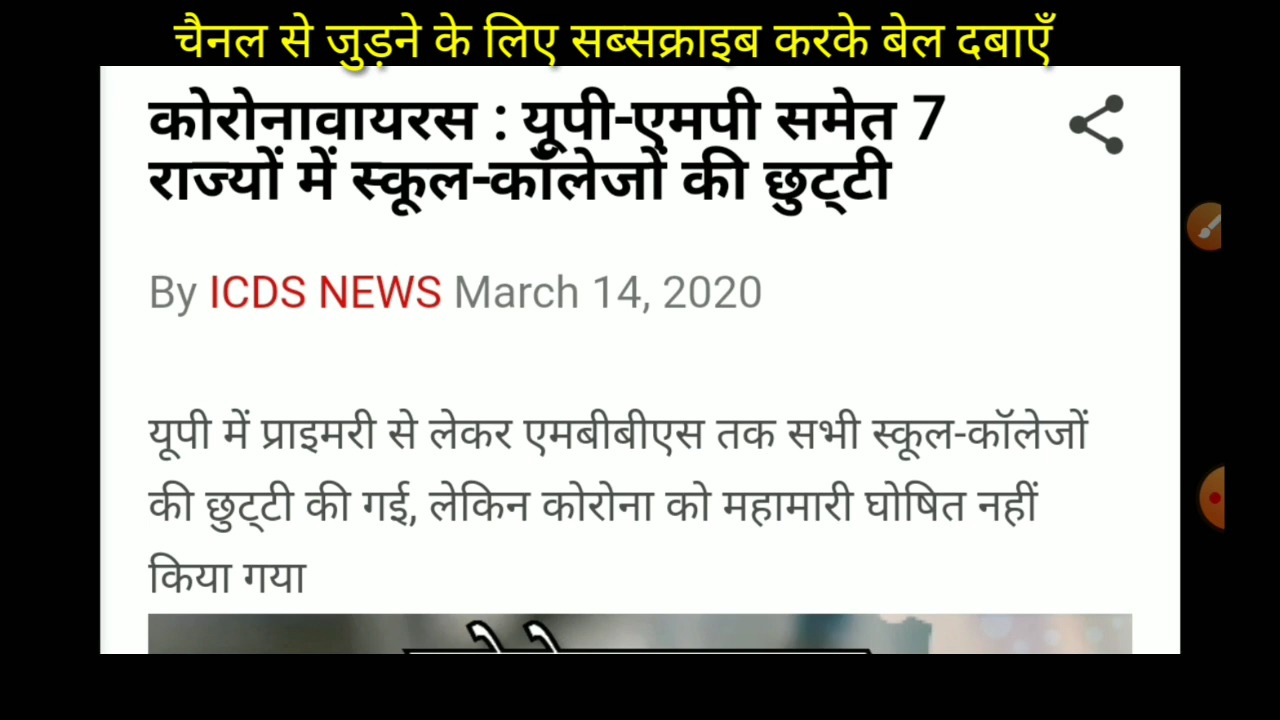 चैनल से जुड़ने के लिए सब्सक्राइब करके बेल दबाएँ
कोरोनावायरस : यूपी-एमपी समेत 7
राज्यों में स्कूल-कॉलेजों की छुट्टी
By ICDS NEWS March 14, 2020
यूपी में प्राइमरी से लेकर एमबीबीएस तक सभी स्कूल-कॉलेजों
की छुट्टी की गई, लेकिन कोरोना को महामारी घोषित नहीं
किया गया